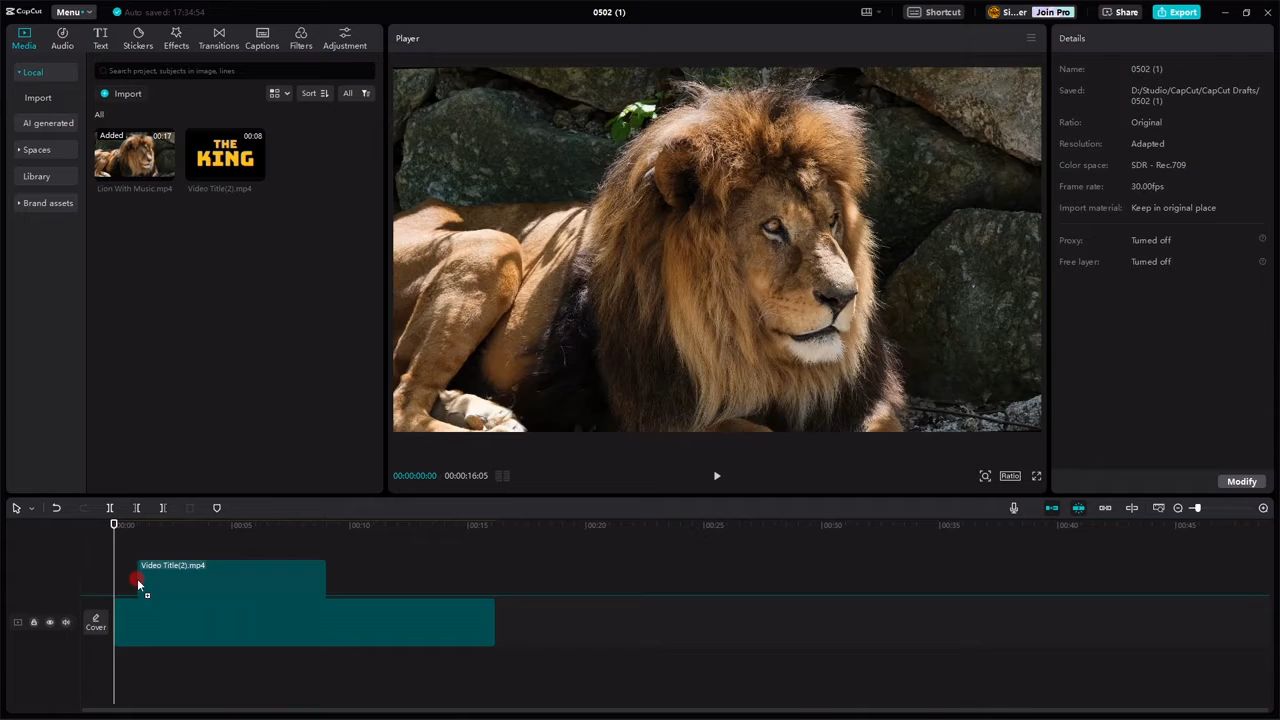 CapCut
Menu
Auto saved: 17:34:54
0502 (1)
Shortcut
Si...er
Join Pro
Share
Export
Media
Audio
Text
Stickers
Effects
Transitions
Captions
Filters
Adjustment
Local
Import
AI generated
Spaces
Library
Brand assets
Search project, subjects in image, lines
Import
Sort
All
All
Added
00:17
Lion With Music.mp4
00:08
THE
KING
Video Title(2).mp4
Player
00:00:00:00
00:00:16:05
Ratio
Details
Name:
0502 (1)
Saved:
D:/Studio/CapCut/CapCut Drafts/
0502 (1)
Ratio:
Original
Resolution:
Adapted
Color space:
SDR - Rec.709
Frame rate:
30.00fps
Import material:
Keep in original place
Proxy:
Turned off
Free layer:
Turned off
Modify
00:00
00:05
00:10
00:15
00:20
00:25
00:30
00:35
00:40
00:45
Video Title(2).mp4
Cover